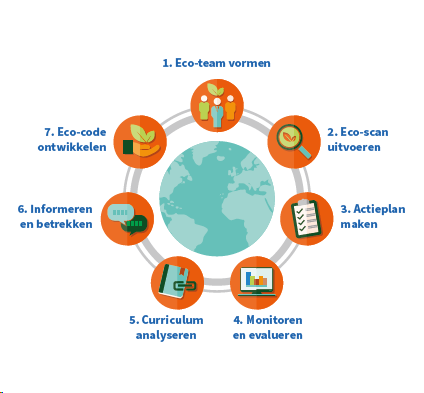 1. Eco-team vormen
2. Eco-scan
uitvoeren
3. Actieplan
maken
4. Monitoren
en evalueren
5. Curriculum
analyseren
6. Informeren
en betrekken
7. Eco-code
ontwikkelen